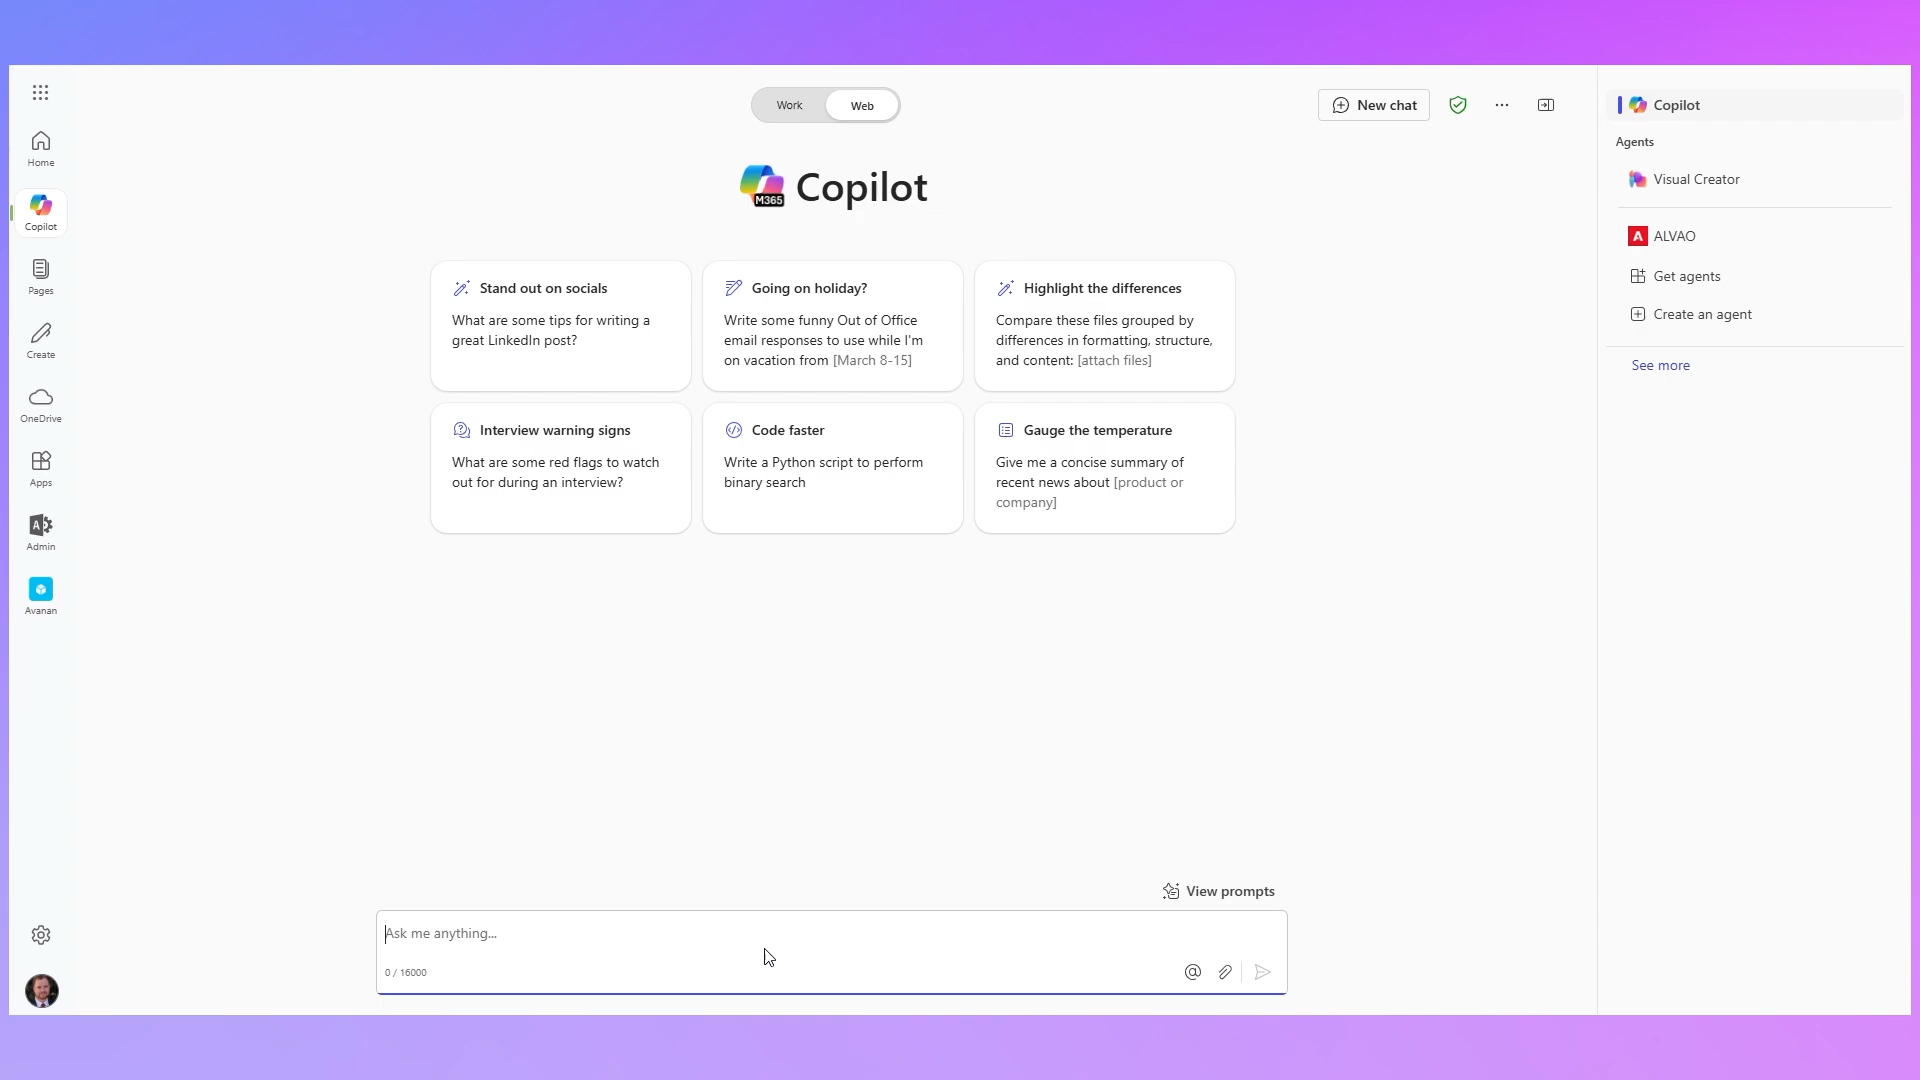 Home
Copilot
Pages
Create
OneDrive
Apps
Admin
Avanan
Work
Web
New chat
M365
Copilot
Stand out on socials
What are some tips for writing a
great LinkedIn post?
Going on holiday?
Write some funny Out of Office
email responses to use while I'm
on vacation from [March 8-15]
Highlight the differences
Compare these files grouped by
differences in formatting, structure,
and content: [attach files]
Interview warning signs
What are some red flags to watch
out for during an interview?
Code faster
Write a Python script to perform
binary search
Gauge the temperature
Give me a concise summary of
recent news about [product or
company]
View prompts
Ask me anything...
0 / 16000
Copilot
Agents
Visual Creator
A ALVAO
Get agents
Create an agent
See more